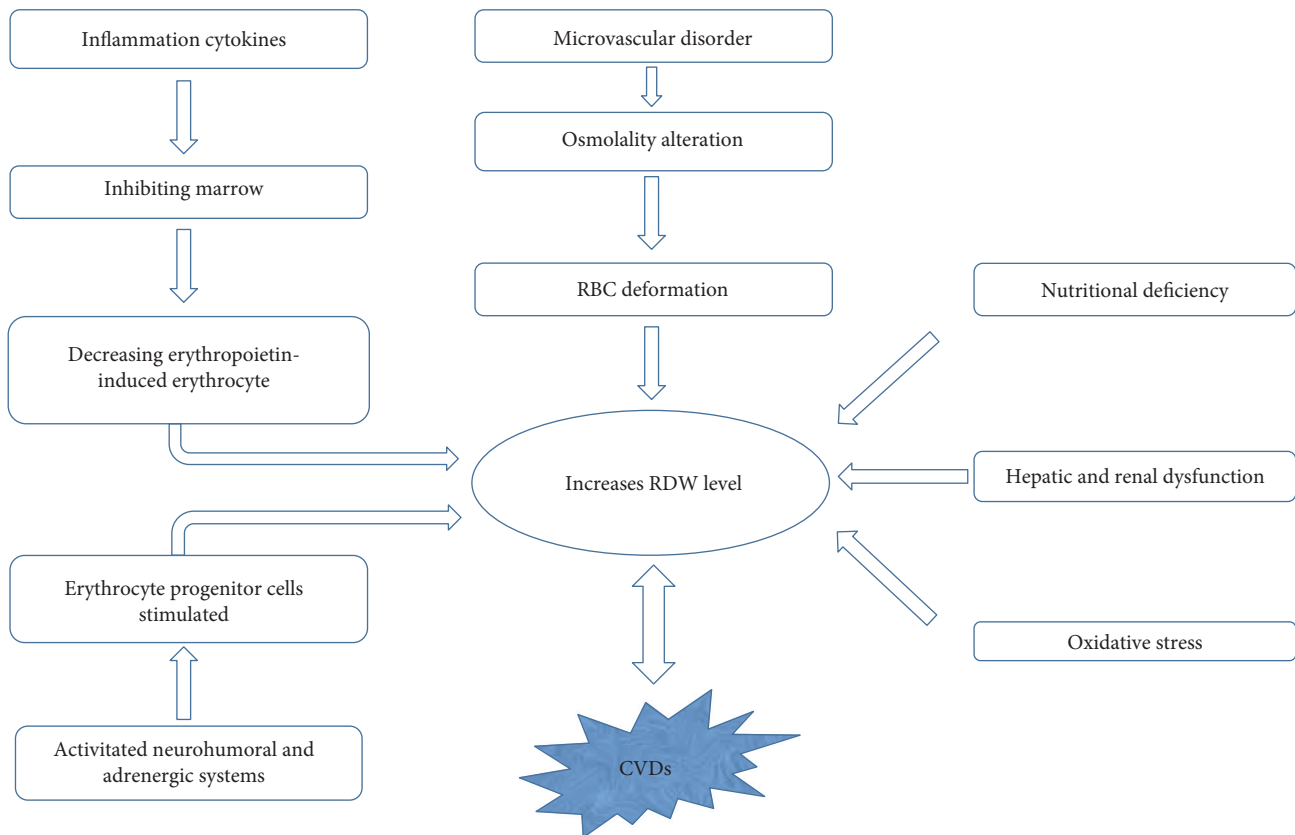 Inflammation cytokines
Inhibiting marrow
Decreasing erythropoietin-
induced erythrocyte
Erythrocyte progenitor cells
stimulated
Activitated neurohumoral and
adrenergic systems
Microvascular disorder
Osmolality alteration
RBC deformation
Increases RDW level
CVDs
Nutritional deficiency
Hepatic and renal dysfunction
Oxidative stress